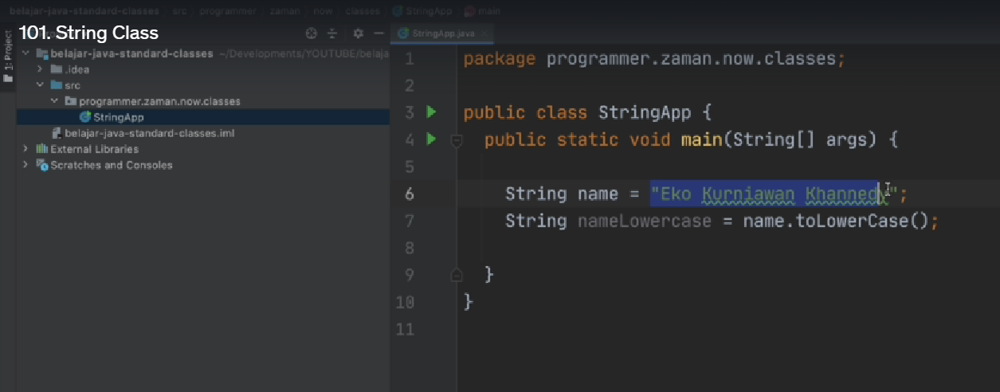 belajar-java-standard-classes src programmer zaman now classes StringApp main
101. String Class
1: Project
StringApp.java
belajar-java-standard-classes ~/Developments/YOUTUBE/belaja
.idea
src
programmer.zaman.now.classes
StringApp
belajar-java-standard-classes.iml
External Libraries
Scratches and Consoles
1 package programmer.zaman.now.classes;
2
3 public class StringApp {
4 public static void main(String[] args) {
5
6 String name = "Eko Kurniawan Khannedy";
7 String nameLowercase = name.toLowerCase();
8
9 }
10 }
11